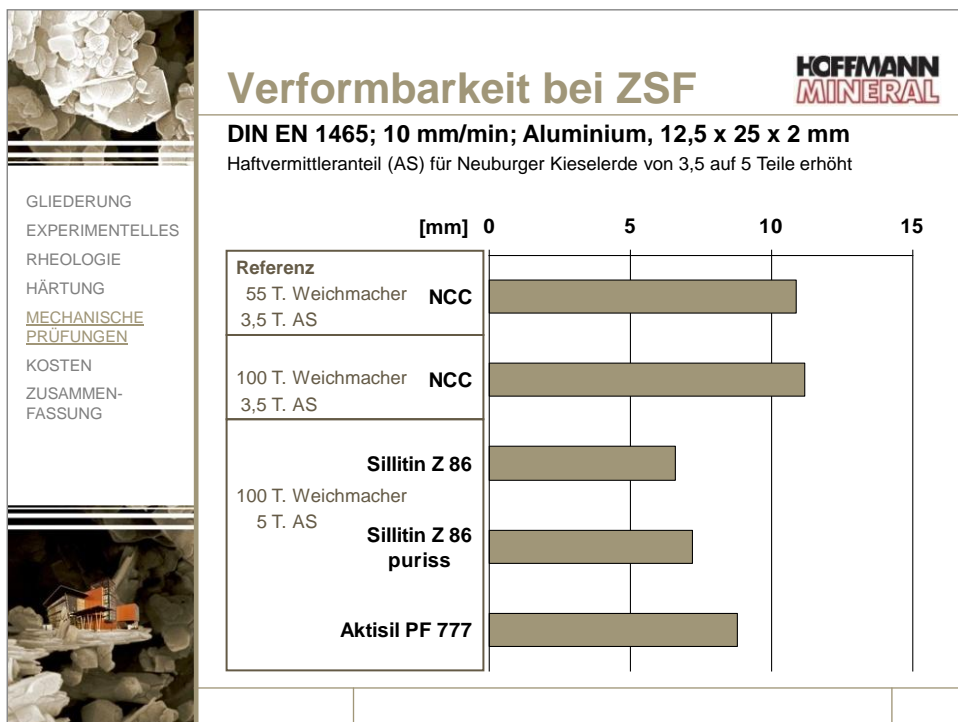 Verformbarkeit bei ZSF
HOFFMANN
MINERAL
DIN EN 1465; 10 mm/min; Aluminium, 12,5 x 25 x 2 mm
Haftvermittleranteil (AS) für Neuburger Kieselerde von 3,5 auf 5 Teile erhöht
GLIEDERUNG
EXPERIMENTELLES
RHEOLOGIE
HÄRTUNG
MECHANISCHE
PRÜFUNGEN
KOSTEN
ZUSAMMEN-
FASSUNG
[mm] 0 5 10 15
Referenz
55 T. Weichmacher NCC
3,5 T. AS
100 T. Weichmacher NCC
3,5 T. AS
Sillitin Z 86
100 T. Weichmacher
5 T. AS
Sillitin Z 86
puriss
Aktisil PF 777